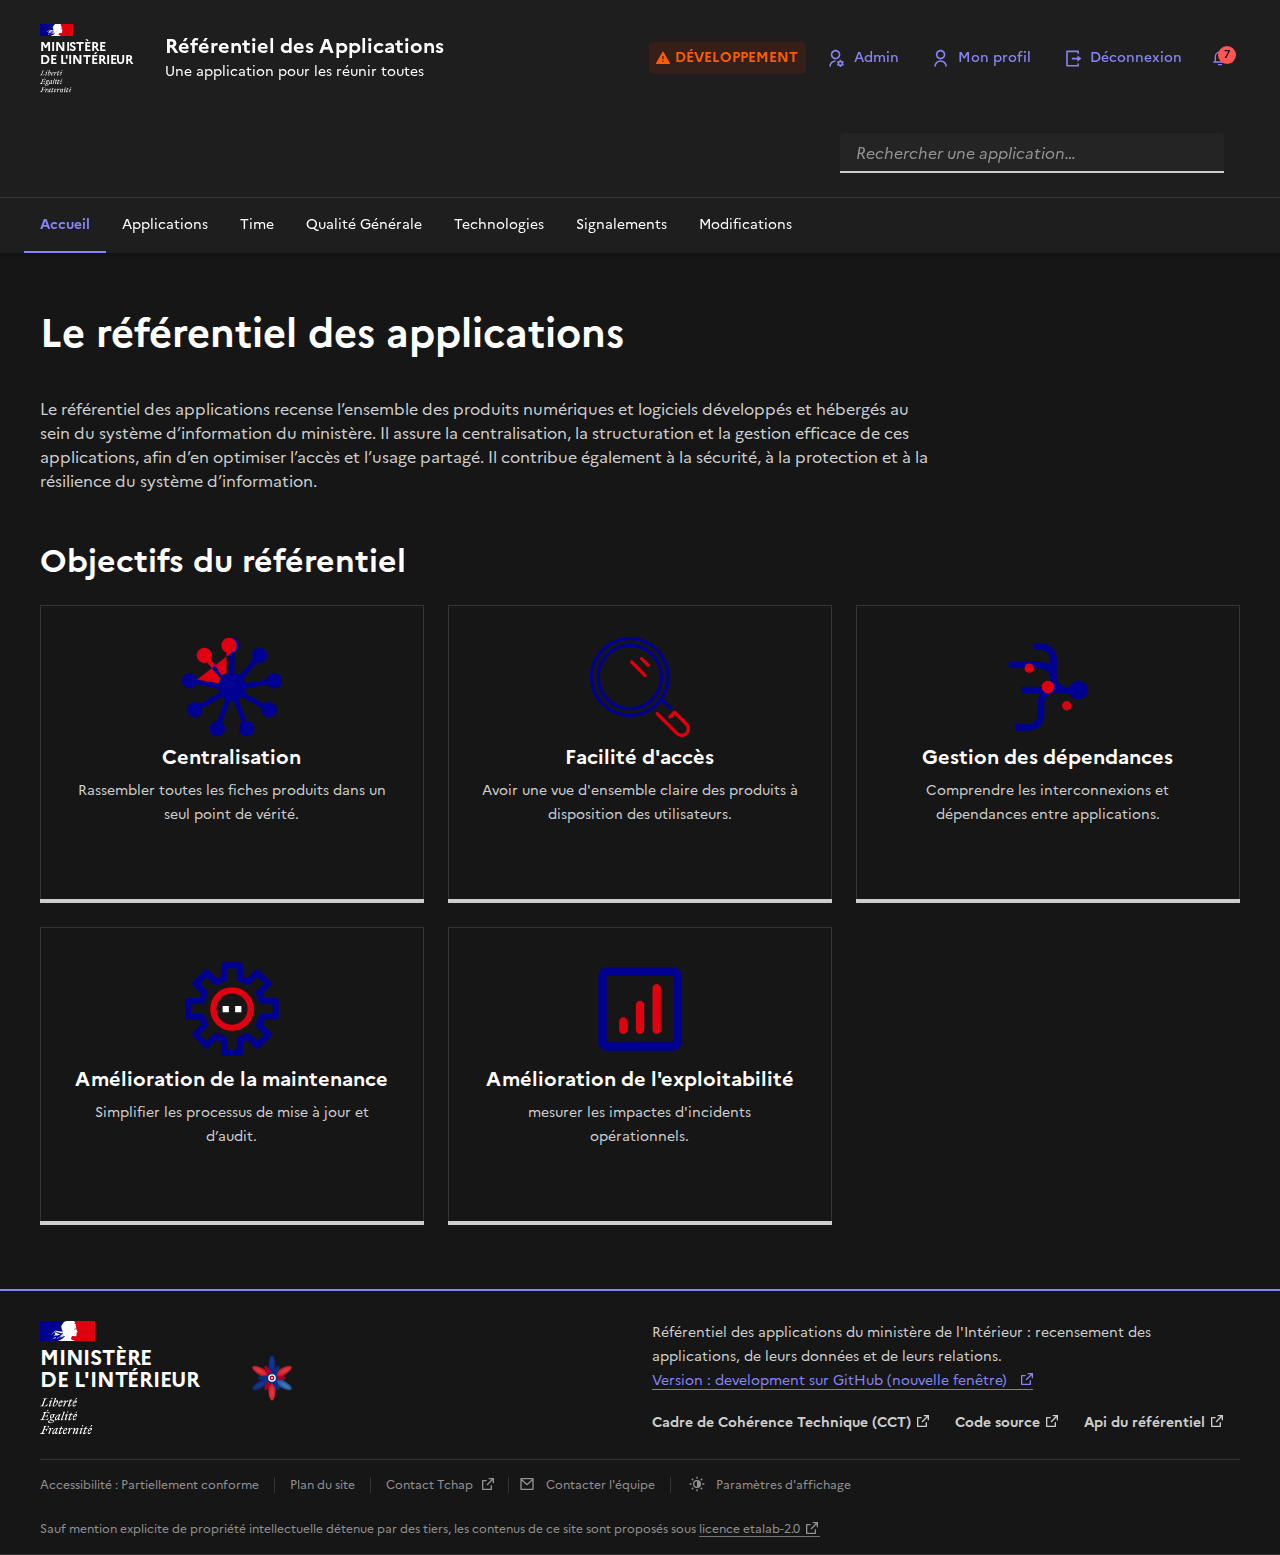 MINISTÈRE
DE L'INTÉRIEUR
Liberté
Égalité
Fraternité
Référentiel des Applications
Une application pour les réunir toutes
DÉVELOPPEMENT
Admin
Mon profil
Déconnexion
7
Rechercher une application…
Accueil
Applications
Time
Qualité Générale
Technologies
Signalements
Modifications
Le référentiel des applications
Le référentiel des applications recense l’ensemble des produits numériques et logiciels développés et hébergés au
sein du système d’information du ministère. Il assure la centralisation, la structuration et la gestion efficace de ces
applications, afin d’en optimiser l’accès et l’usage partagé. Il contribue également à la sécurité, à la protection et à la
résilience du système d’information.
Objectifs du référentiel
Centralisation
Rassembler toutes les fiches produits dans un
seul point de vérité.
Facilité d'accès
Avoir une vue d'ensemble claire des produits à
disposition des utilisateurs.
Gestion des dépendances
Comprendre les interconnexions et
dépendances entre applications.
Amélioration de la maintenance
Simplifier les processus de mise à jour et
d’audit.
Amélioration de l'exploitabilité
mesurer les impactes d'incidents
opérationnels.
MINISTÈRE
DE L'INTÉRIEUR
Liberté
Égalité
Fraternité
Référentiel des applications du ministère de l'Intérieur : recensement des
applications, de leurs données et de leurs relations.
Version : development sur GitHub (nouvelle fenêtre)
Cadre de Cohérence Technique (CCT)
Code source
Api du référentiel
Accessibilité : Partiellement conforme
Plan du site
Contact Tchap
Contacter l'équipe
Paramètres d'affichage
Sauf mention explicite de propriété intellectuelle détenue par des tiers, les contenus de ce site sont proposés sous licence etalab-2.0